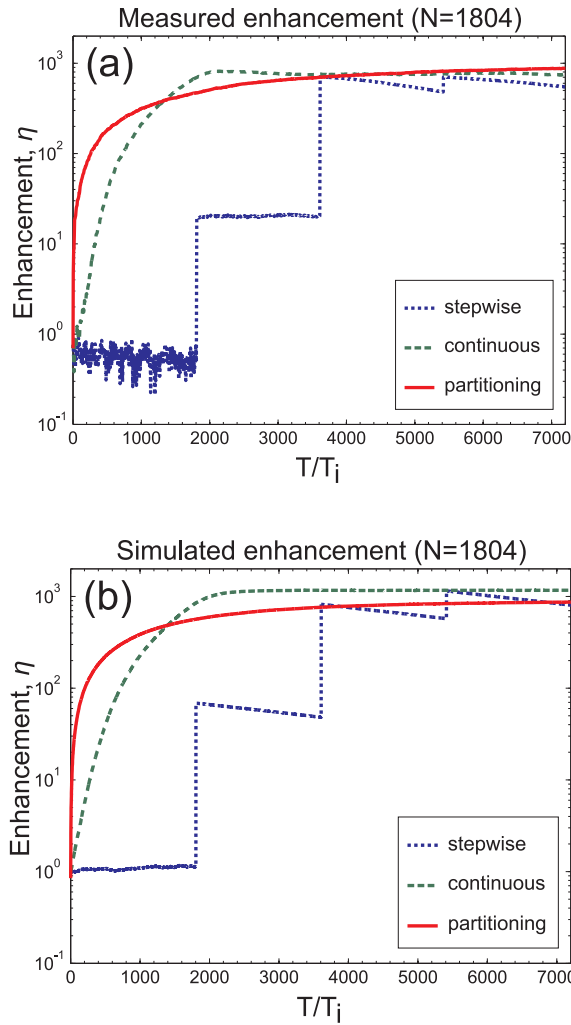 Measured enhancement (N=1804)
(a)
Enhancement, η
10^3
10^2
10^1
10^0
10^-1
stepwise
continuous
partitioning
0 1000 2000 3000 4000 5000 6000 7000
T/T_i
Simulated enhancement (N=1804)
(b)
Enhancement, η
10^3
10^2
10^1
10^0
10^-1
stepwise
continuous
partitioning
0 1000 2000 3000 4000 5000 6000 7000
T/T_i